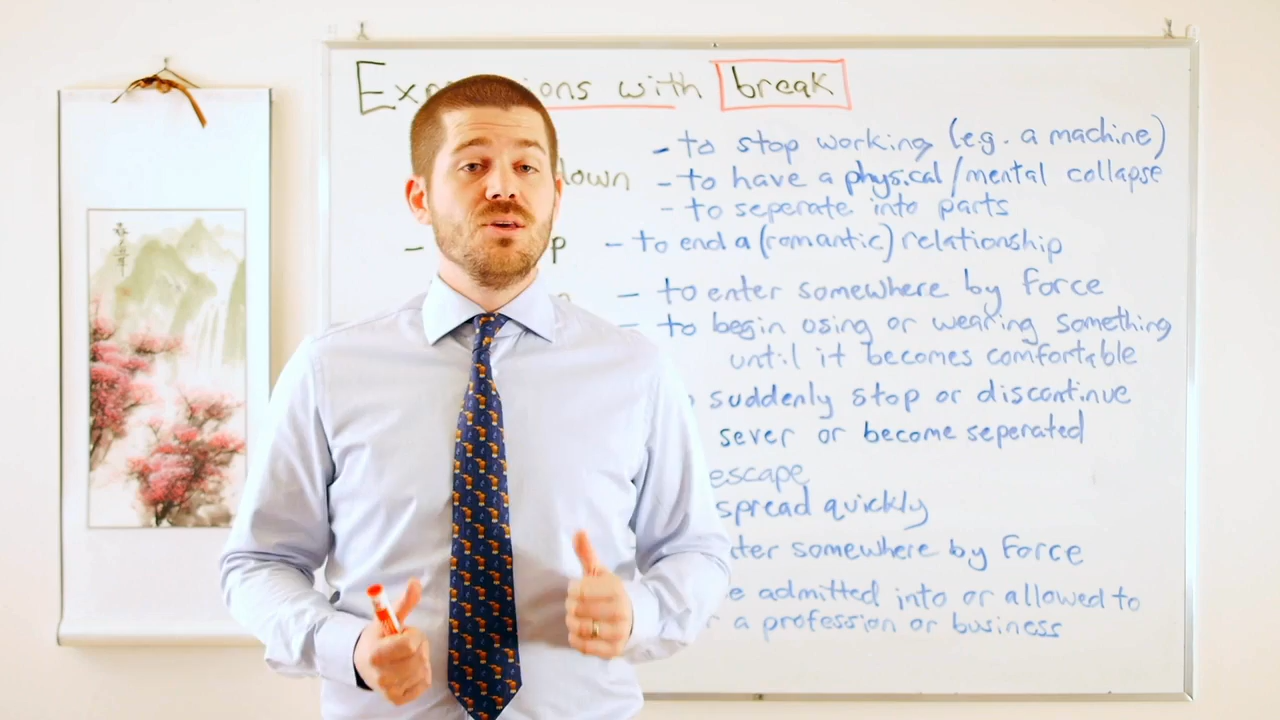 with break
- to stop working (e.g. a machine)
down - to have a physical/mental collapse
- to seperate into parts
- - to end a (romantic) relationship
- to enter somewhere by force
- to begin using or wearing something
until it becomes comfortable
suddenly stop or discontinue
sever or become seperated
escape
spread quickly
somewhere by force
admitted into or allowed to
a profession or business